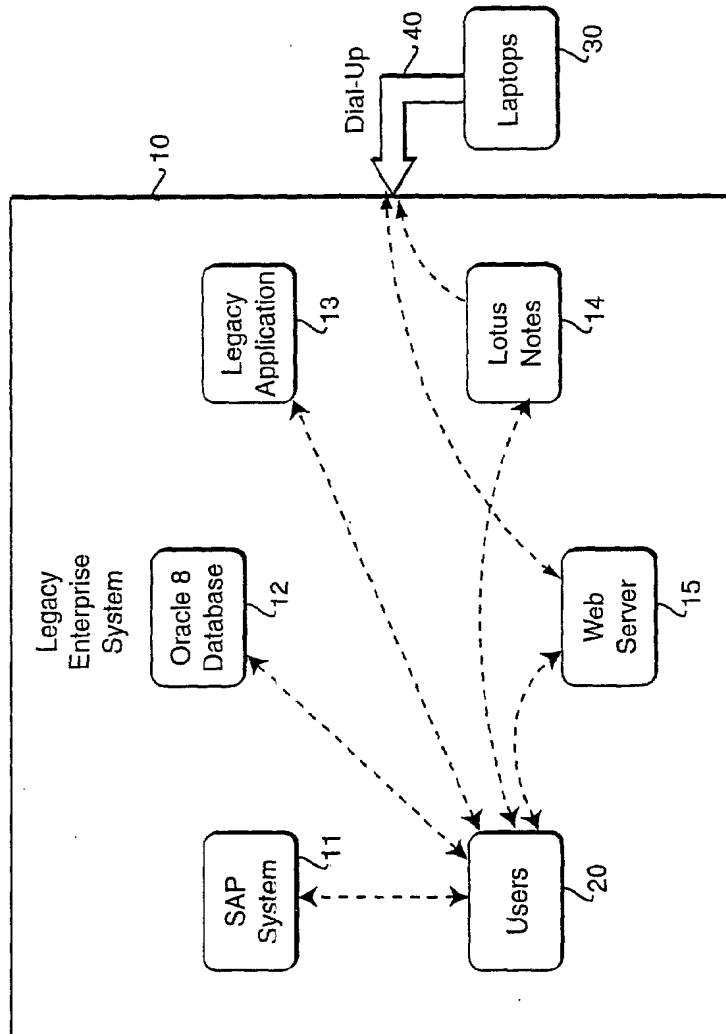 Legacy
Enterprise
System
10
SAP
System
11
Oracle 8
Database
12
Legacy
Application
13
Dial-Up
40
Users
20
Web
Server
15
Lotus
Notes
14
Laptops
30